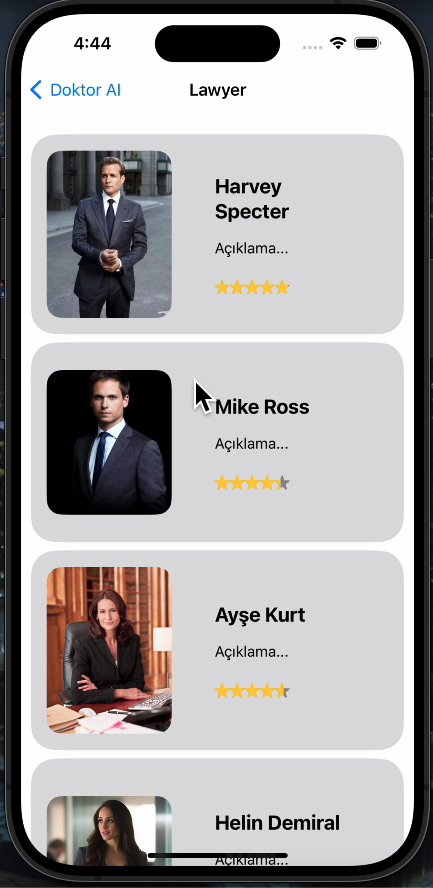 4:44
Doktor AI
Lawyer
Harvey
Specter
Açıklama...
Mike Ross
Açıklama...
Ayşe Kurt
Açıklama...
Helin Demiral
Açıklama...